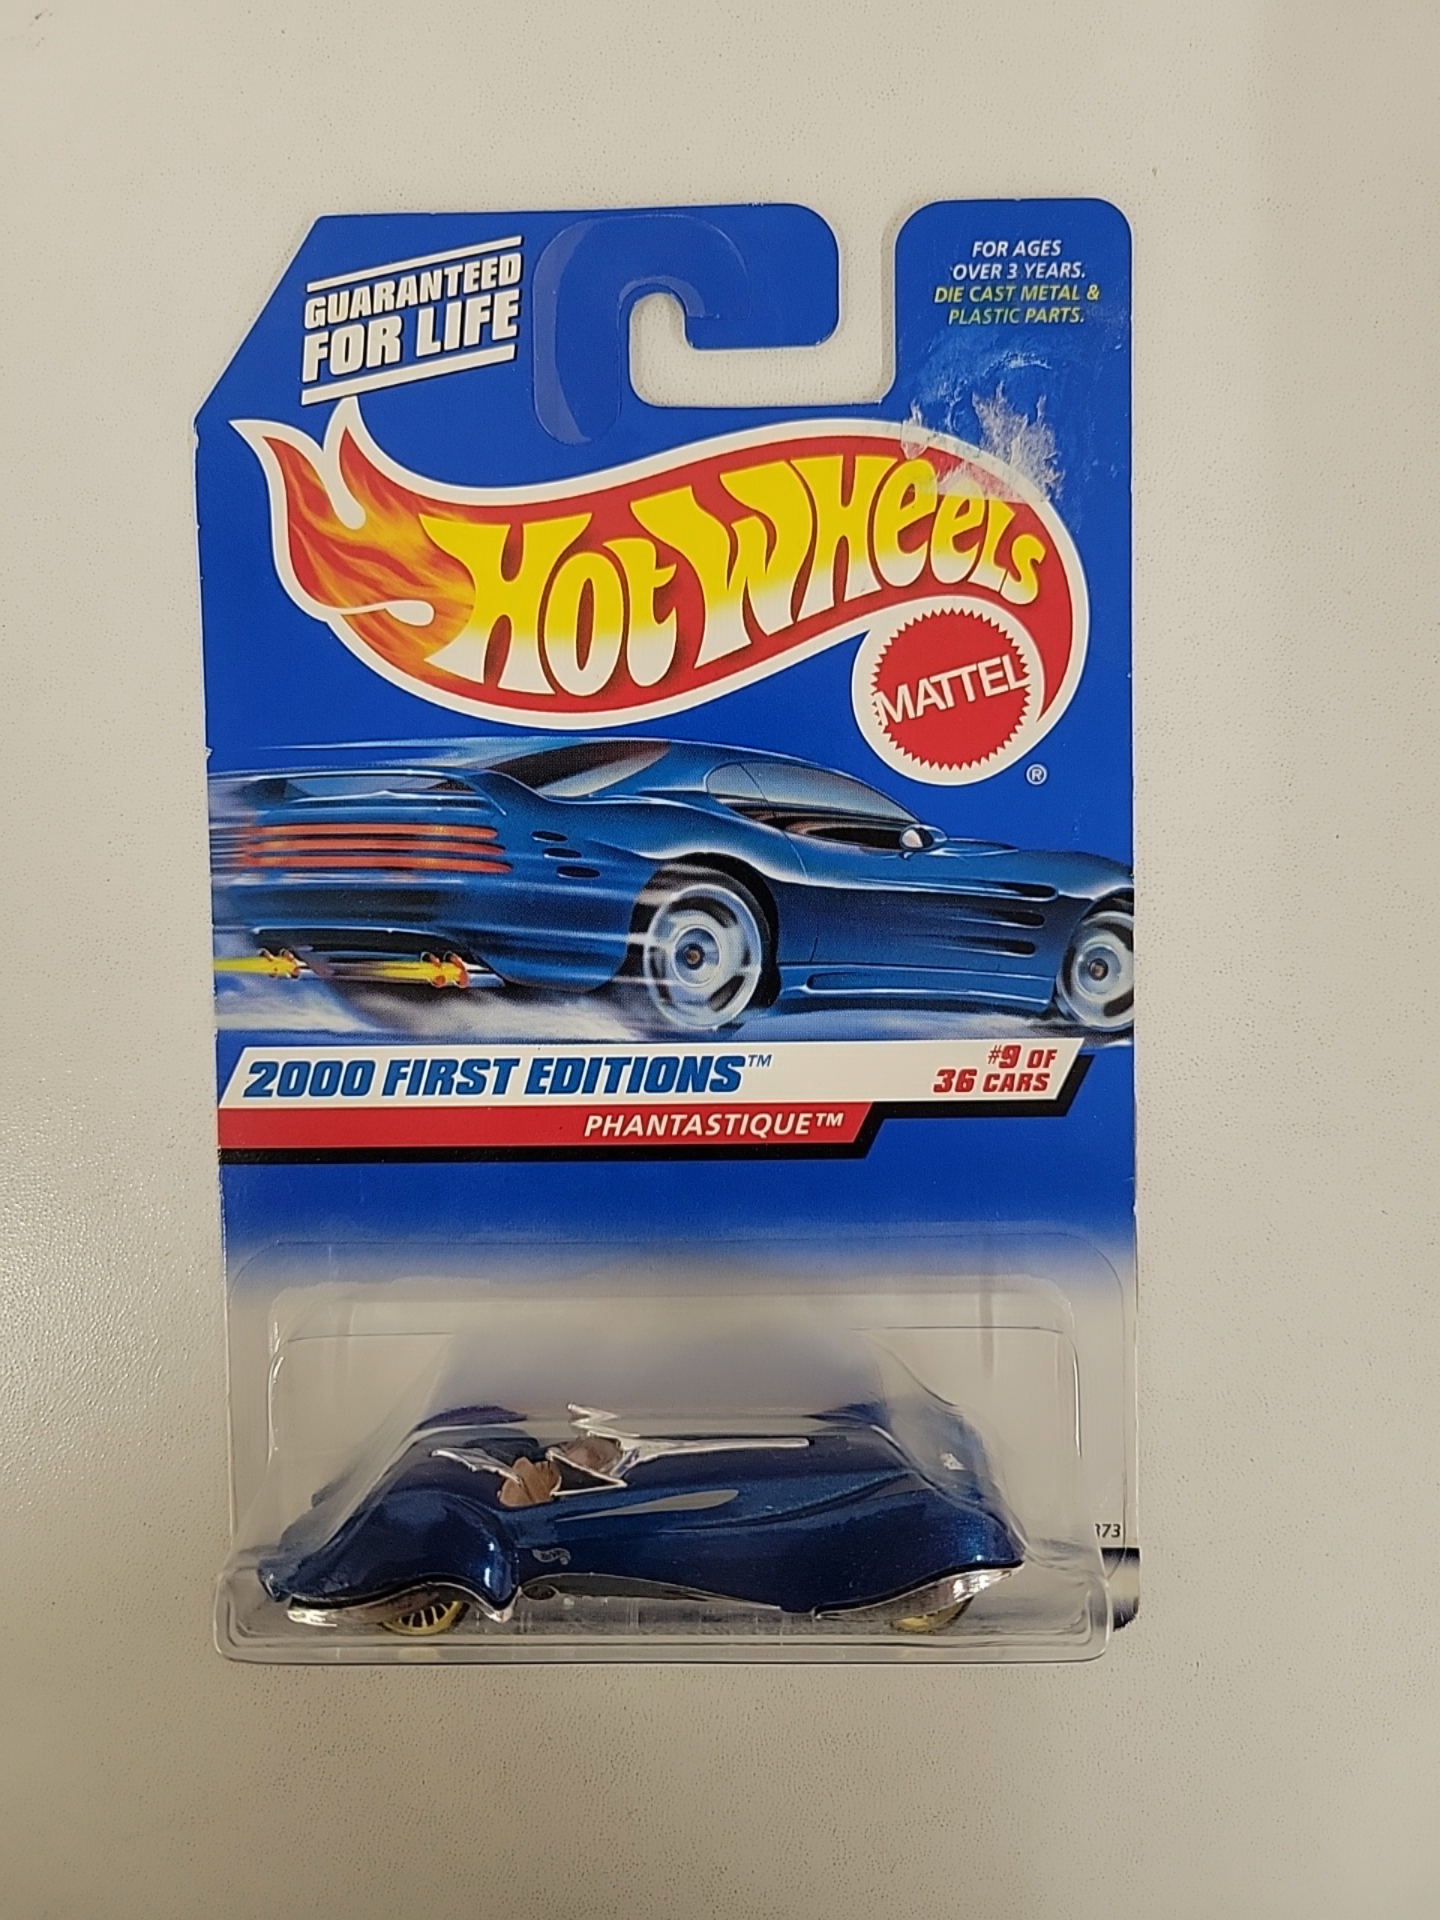 GUARANTEED
FOR LIFE
FOR AGES
OVER 3 YEARS.
DIE CAST METAL &
PLASTIC PARTS.
HOT WHEELS
MATTEL
®
2000 FIRST EDITIONS™
#9 OF
36 CARS
PHANTASTIQUE™